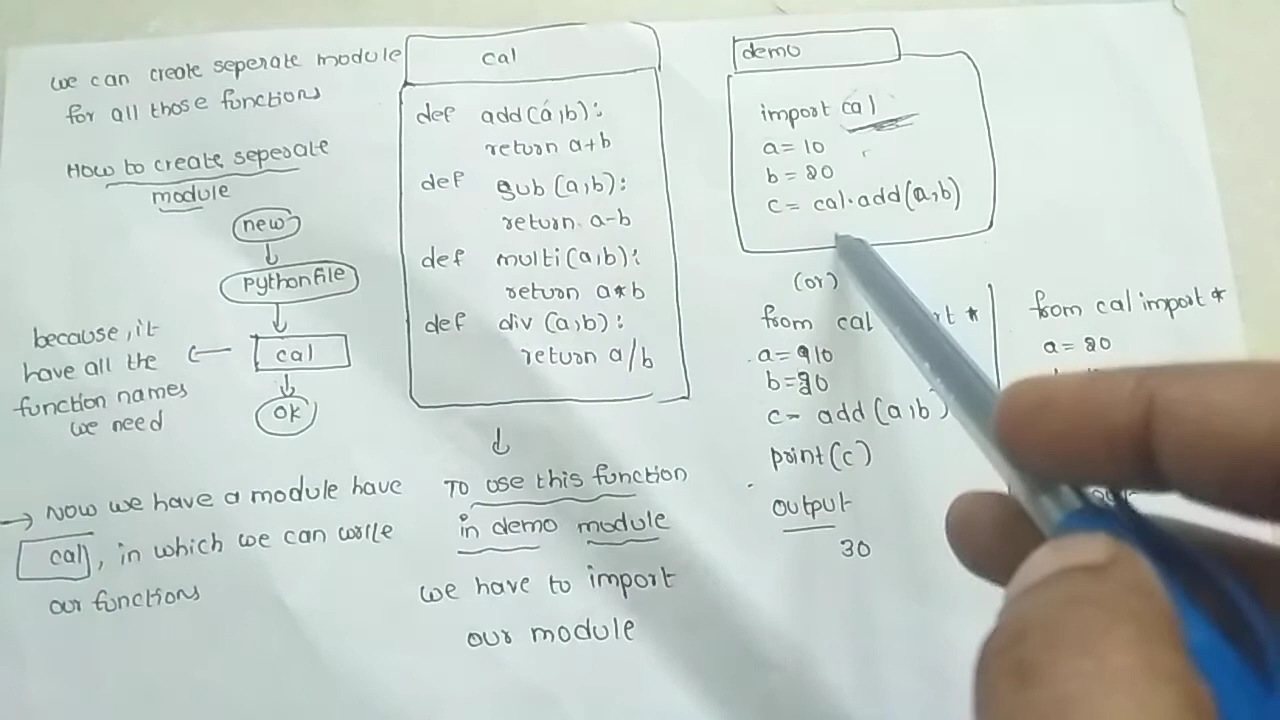 we can create seperate module
for all those functions
How to create seperate
module
new
Python file
cal
ok
because, it
have all the
function names
we need
→ Now we have a module have
cal, in which we can write
our functions
cal
def add(a,b):
return a+b
def sub(a,b):
return a-b
def multi(a,b):
return a*b
def div(a,b):
return a/b
To use this function
in demo module
we have to import
our module
demo
import cal
a=10
b=20
c= cal.add(a,b)
(or)
from cal *
a=10
b=20
c= add(a,b)
print(c)
output
30
from cal import *
a=20